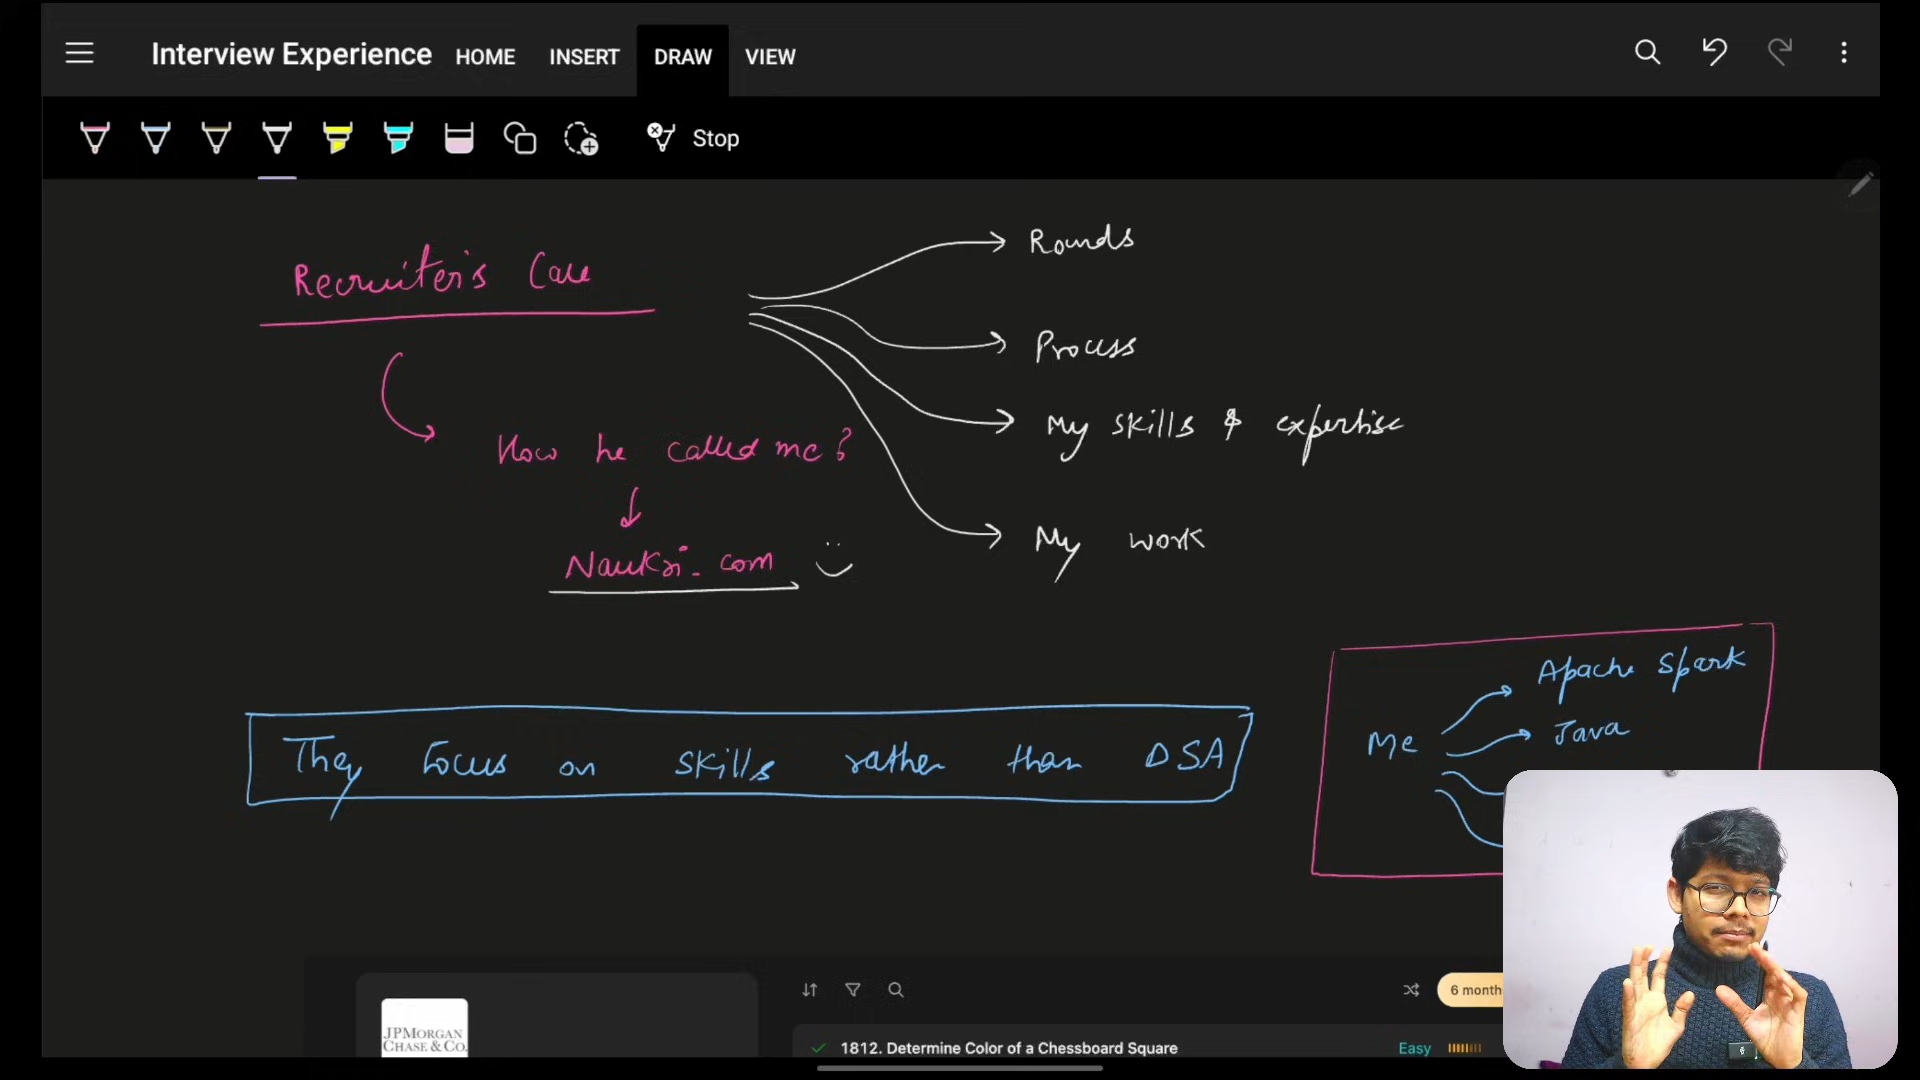 Interview Experience HOME INSERT DRAW VIEW
Stop
Recruiter's Call
How he called me?
Naukri.com
Rounds
Process
My skills & expertise
My work
They focus on skills rather than DSA
Me
Apache Spark
Java
JPMORGAN
CHASE & CO.
6 month
1812. Determine Color of a Chessboard Square Easy